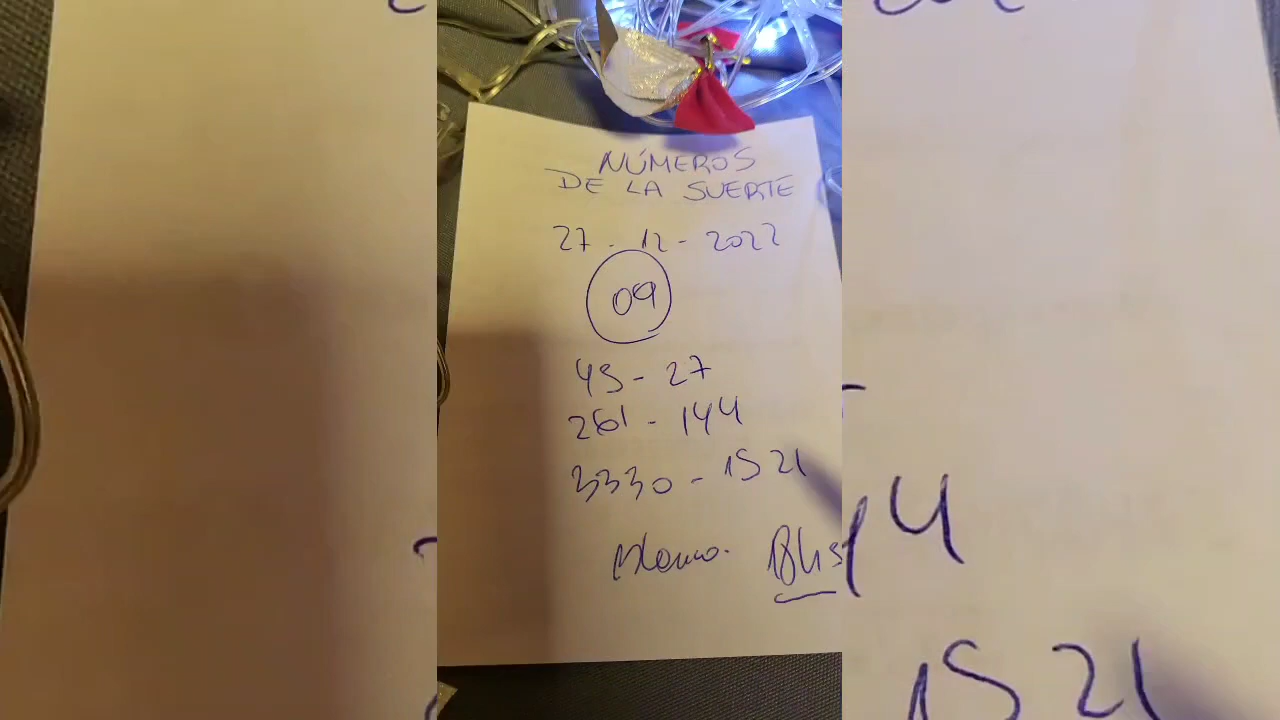 NÚMEROS
DE LA SUERTE
27 - 12 - 2022
09
45 - 27
261 - 144
3330 - 1521